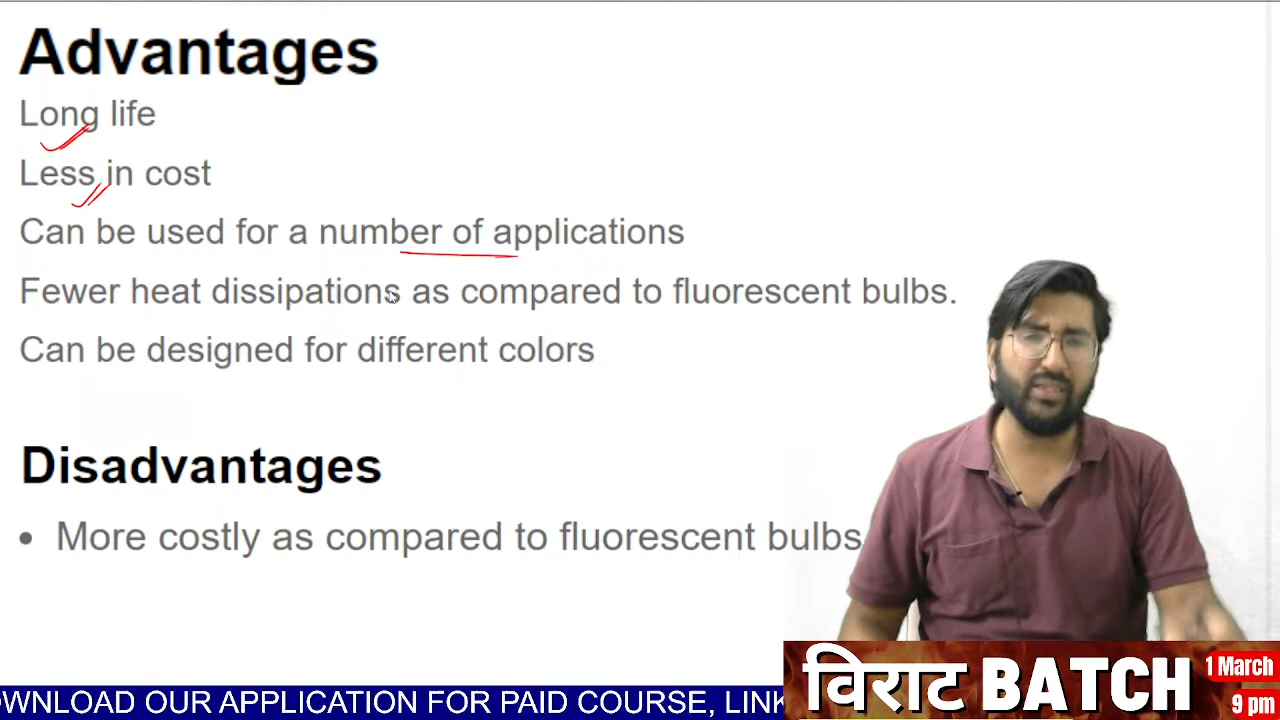 Advantages
Long life
Less in cost
Can be used for a number of applications
Fewer heat dissipations as compared to fluorescent bulbs.
Can be designed for different colors
Disadvantages
• More costly as compared to fluorescent bulbs
विराट BATCH
1 March
9 pm
OWNLOAD OUR APPLICATION FOR PAID COURSE, LINK